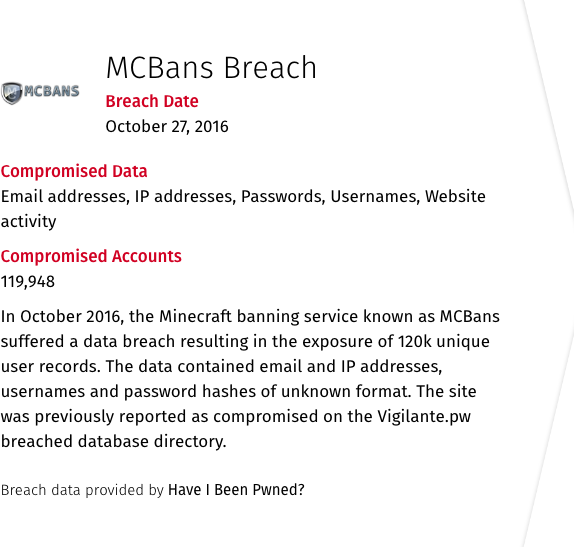 MCBANS
MCBans Breach
Breach Date
October 27, 2016
Compromised Data
Email addresses, IP addresses, Passwords, Usernames, Website
activity
Compromised Accounts
119,948
In October 2016, the Minecraft banning service known as MCBans
suffered a data breach resulting in the exposure of 120k unique
user records. The data contained email and IP addresses,
usernames and password hashes of unknown format. The site
was previously reported as compromised on the Vigilante.pw
breached database directory.
Breach data provided by Have I Been Pwned?